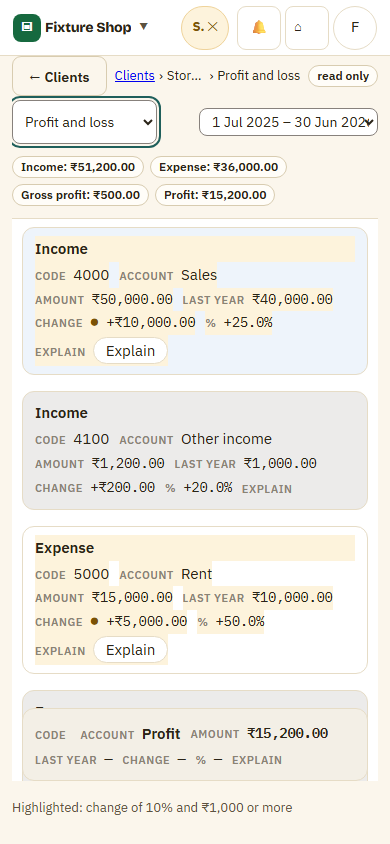 Fixture Shop ▼ S. × F
← Clients Clients › Stor... › Profit and loss read only
Profit and loss 1 Jul 2025 – 30 Jun 202
Income: ₹51,200.00 Expense: ₹36,000.00
Gross profit: ₹500.00 Profit: ₹15,200.00
Income
CODE 4000 ACCOUNT Sales
AMOUNT ₹50,000.00 LAST YEAR ₹40,000.00
CHANGE ● +₹10,000.00 % +25.0%
EXPLAIN Explain
Income
CODE 4100 ACCOUNT Other income
AMOUNT ₹1,200.00 LAST YEAR ₹1,000.00
CHANGE +₹200.00 % +20.0% EXPLAIN
Expense
CODE 5000 ACCOUNT Rent
AMOUNT ₹15,000.00 LAST YEAR ₹10,000.00
CHANGE ● +₹5,000.00 % +50.0%
EXPLAIN Explain
CODE ACCOUNT Profit AMOUNT ₹15,200.00
LAST YEAR — CHANGE — % — EXPLAIN
Highlighted: change of 10% and ₹1,000 or more